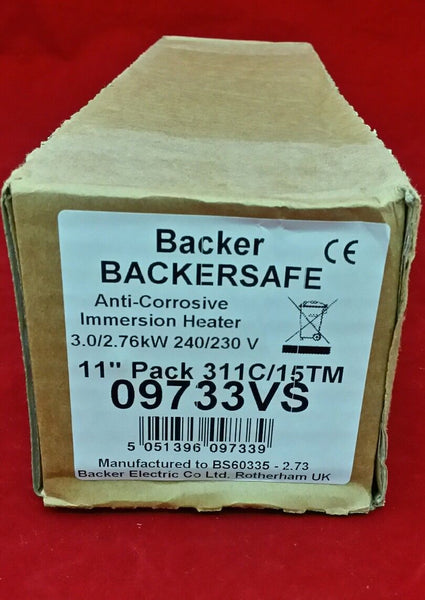 Backer
BACKERSAFE
CE
Anti-Corrosive
Immersion Heater
3.0/2.76kW 240/230 V
11" Pack 311C/15TM
09733VS
5 051396 097339
Manufactured to BS60335 - 2.73
Backer Electric Co Ltd. Rotherham UK